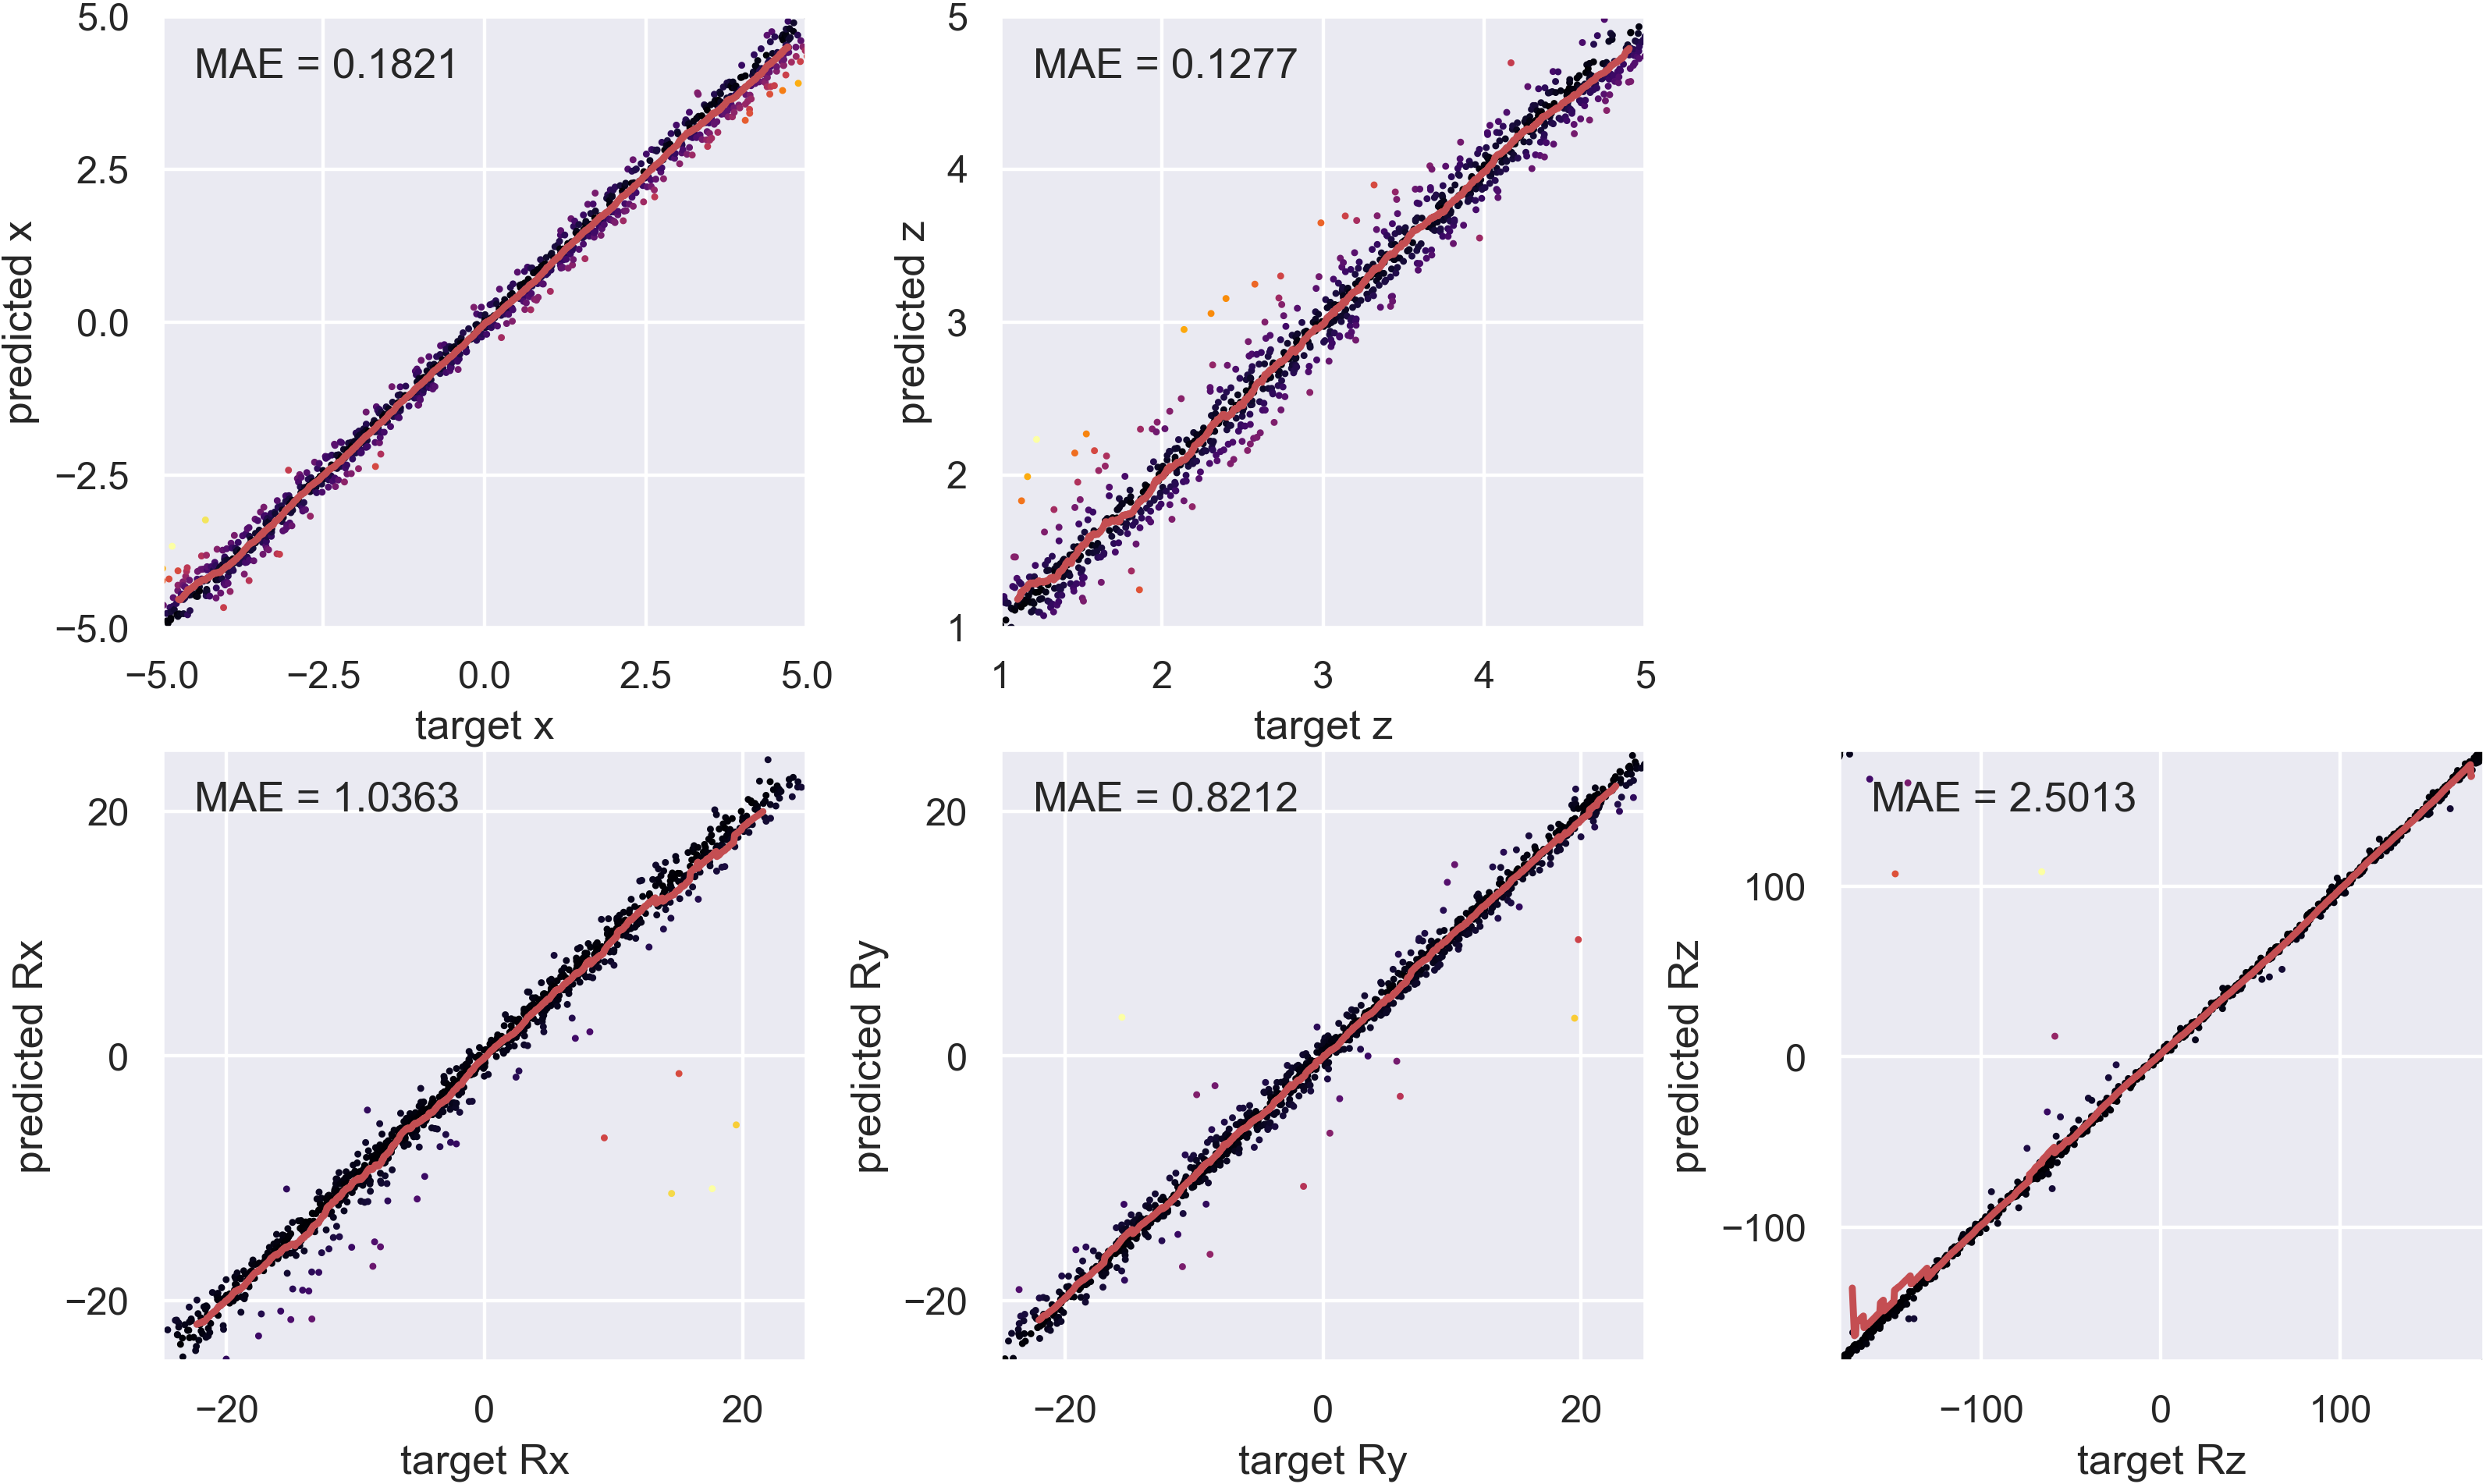 MAE = 0.1821
5.0
2.5
0.0
−2.5
−5.0
predicted x
−5.0 −2.5 0.0 2.5 5.0
target x
MAE = 0.1277
5
4
3
2
1
predicted z
1 2 3 4 5
target z
MAE = 1.0363
20
0
−20
predicted Rx
−20 0 20
target Rx
MAE = 0.8212
20
0
−20
predicted Ry
−20 0 20
target Ry
MAE = 2.5013
100
0
−100
predicted Rz
−100 0 100
target Rz